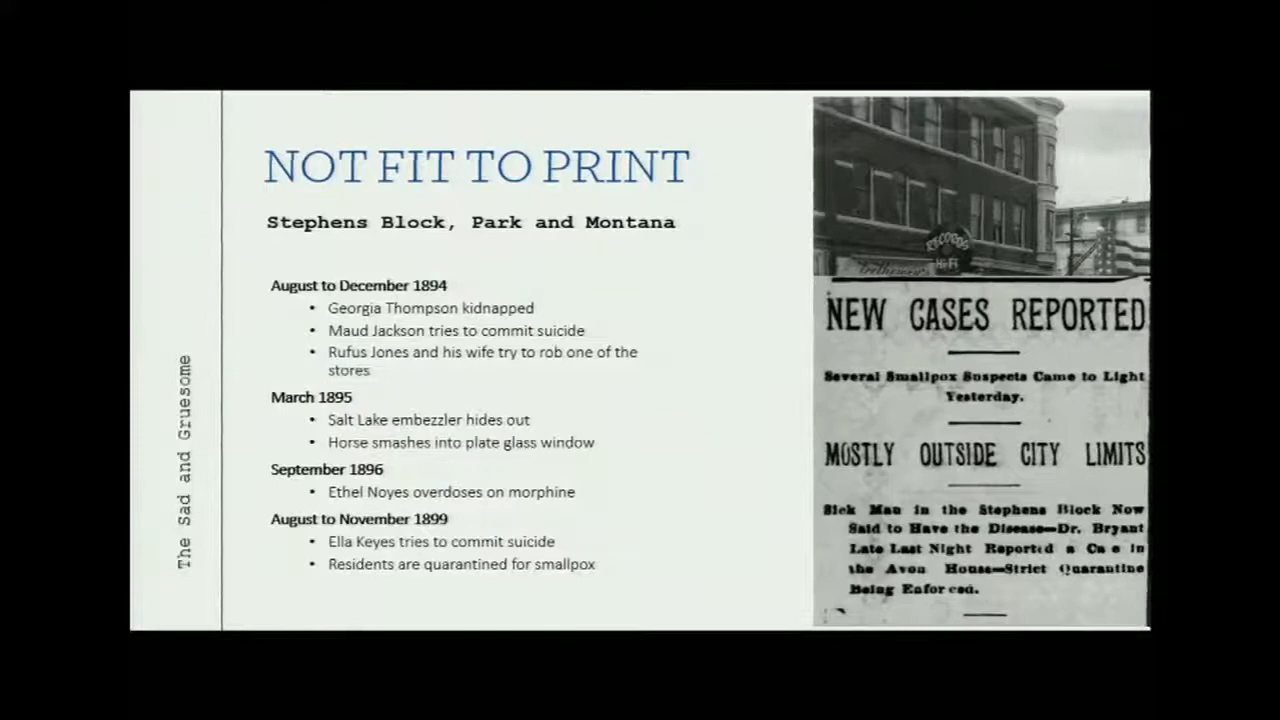 NOT FIT TO PRINT
Stephens Block, Park and Montana
August to December 1894
• Georgia Thompson kidnapped
• Maud Jackson tries to commit suicide
• Rufus Jones and his wife try to rob one of the
stores
March 1895
• Salt Lake embezzler hides out
• Horse smashes into plate glass window
September 1896
• Ethel Noyes overdoses on morphine
August to November 1899
• Ella Keyes tries to commit suicide
• Residents are quarantined for smallpox
The Sad and Gruesome
RECORDS
HI-FI
NEW CASES REPORTED
Several Smallpox Suspects Came to Light
Yesterday.
MOSTLY OUTSIDE CITY LIMITS
Sick Man in the Stephens Block Now
Said to Have the Disease—Dr. Bryant
Late Last Night Reported a Case in
the Avon House—Strict Quarantine
Being Enforced.